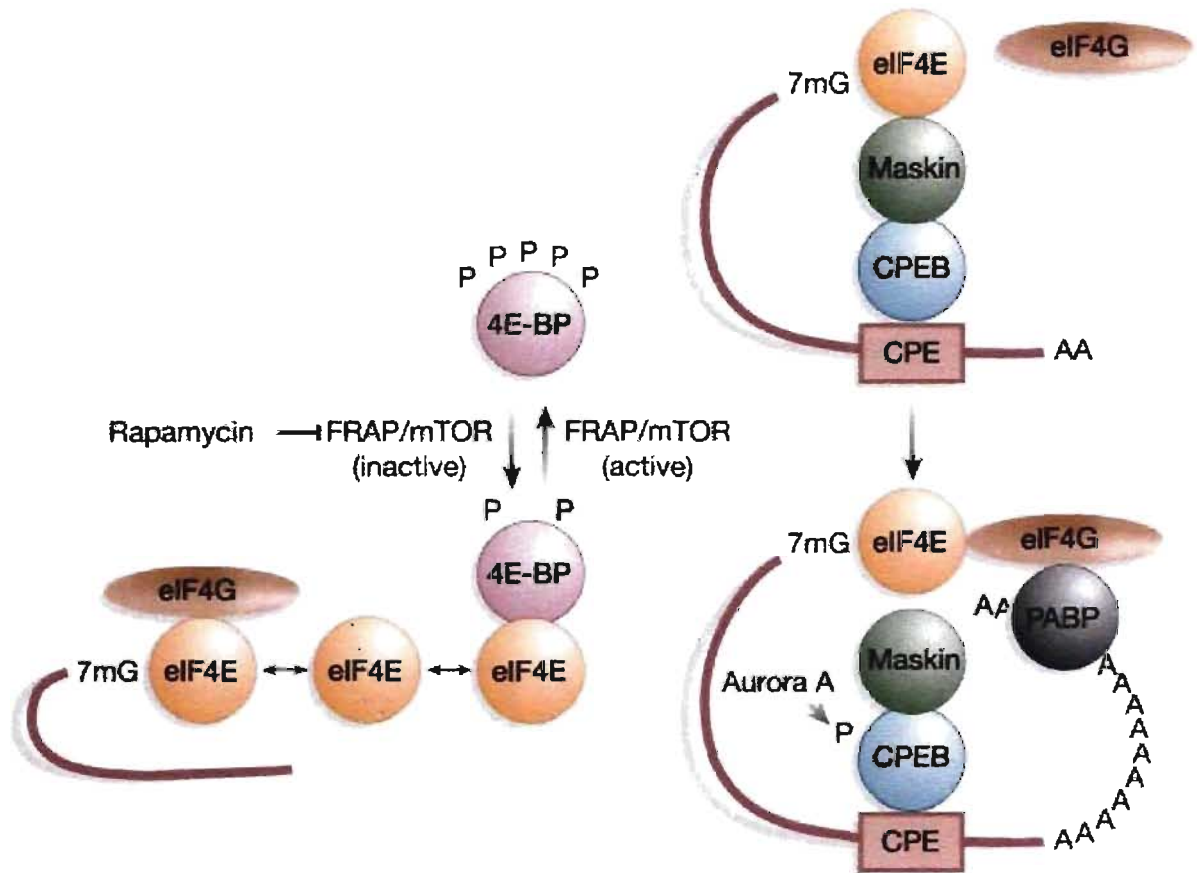 P P P P P
4E-BP
Rapamycin
FRAP/mTOR
(inactive)
FRAP/mTOR
(active)
P P
4E-BP
eIF4G
7mG
eIF4E
eIF4E
eIF4E
eIF4E
eIF4G
7mG
Maskin
CPEB
CPE
AA
7mG
eIF4E
eIF4G
AA
PABP
Maskin
Aurora A
P
CPEB
CPE
AAAAAAAAAAAA